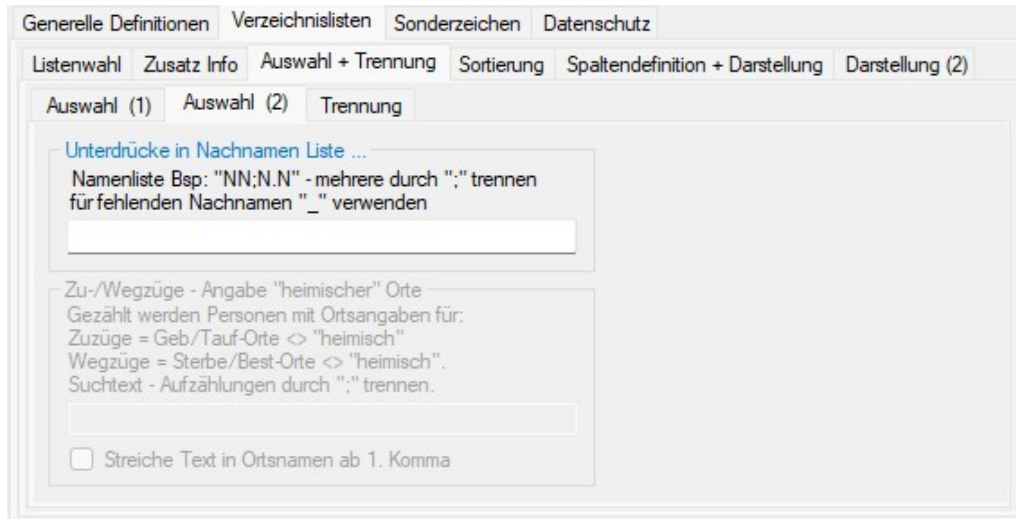 Generelle Definitionen Verzeichnislisten Sonderzeichen Datenschutz
Listenwahl Zusatz Info Auswahl + Trennung Sortierung Spaltendefinition + Darstellung Darstellung (2)
Auswahl (1) Auswahl (2) Trennung
Unterdrücke in Nachnamen Liste ...
Namenliste Bsp: "NN;N.N" - mehrere durch ";" trennen
für fehlenden Nachnamen "_" verwenden
Zu-/Wegzüge - Angabe "heimischer" Orte
Gezählt werden Personen mit Ortsangaben für:
Zuzüge = Geb/Tauf-Orte <> "heimisch"
Wegzüge = Sterbe/Best-Orte <> "heimisch".
Suchtext - Aufzählungen durch ";" trennen.
Streiche Text in Ortsnamen ab 1. Komma